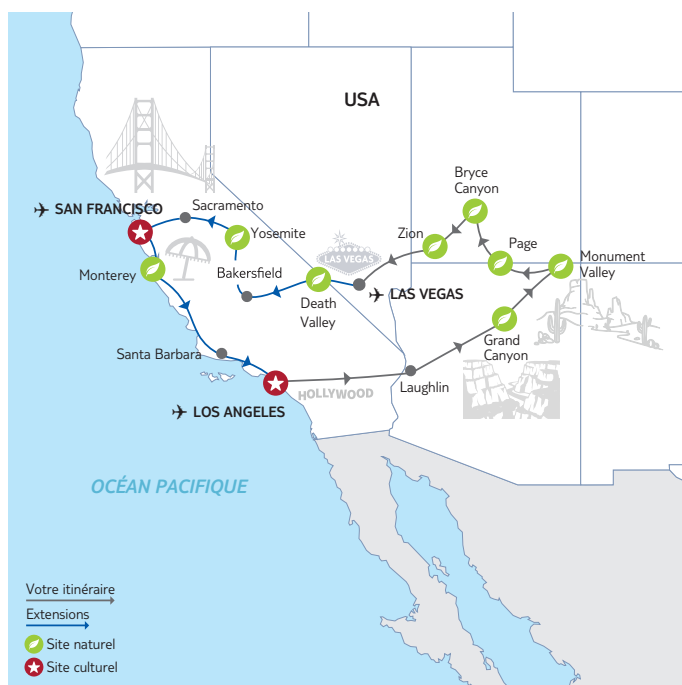 USA
Bryce
Canyon
SAN FRANCISCO
Sacramento
Yosemite
Zion
Page
Monument
Valley
LAS VEGAS
Monterey
Bakersfield
Death
Valley
LAS VEGAS
Grand
Canyon
Santa Barbara
Laughlin
HOLLYWOOD
LOS ANGELES
OCÉAN PACIFIQUE
Votre itinéraire
Extensions
Site naturel
Site culturel